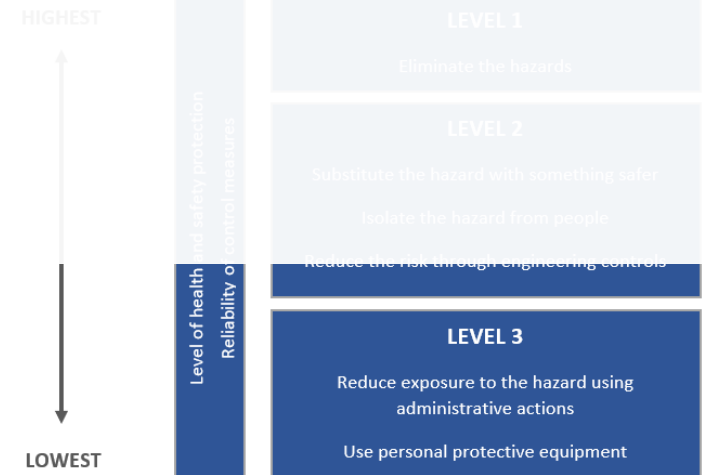 HIGHEST
LEVEL 1
Eliminate the hazards
LEVEL 2
Substitute the hazard with something safer
Isolate the hazard from people
Reduce the risk through engineering controls
Level of health and safety protection
Reliability of control measures
LEVEL 3
Reduce exposure to the hazard using
administrative actions
Use personal protective equipment
LOWEST